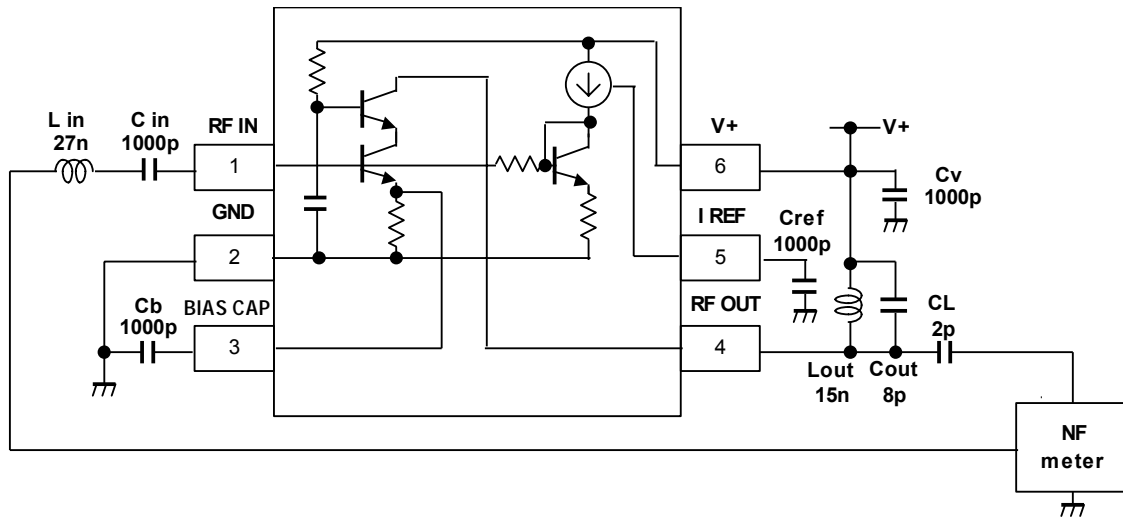 L in
27n
C in
1000p
RF IN
1
GND
2
Cb
1000p
BIAS CAP
3
V+
6
I REF
5
RF OUT
4
Cref
1000p
V+
Cv
1000p
Lout
15n
Cout
8p
CL
2p
NF
meter